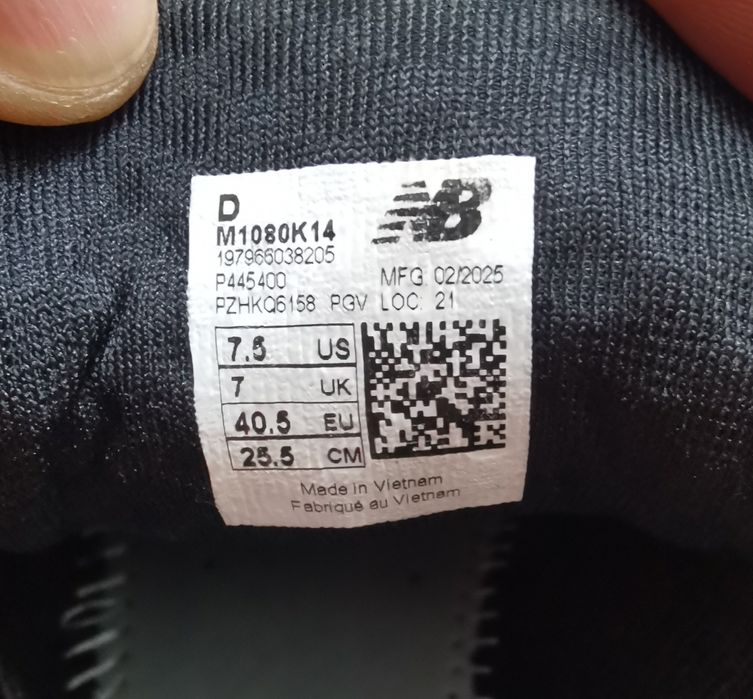 D
NB
M1080K14
197966038205
P445400 MFG. 02/2025
PZHKQ6158 PGV LOC: 21
7.5 US
7 UK
40.5 EU
25.5 CM
Made in Vietnam
Fabriqué au Vietnam